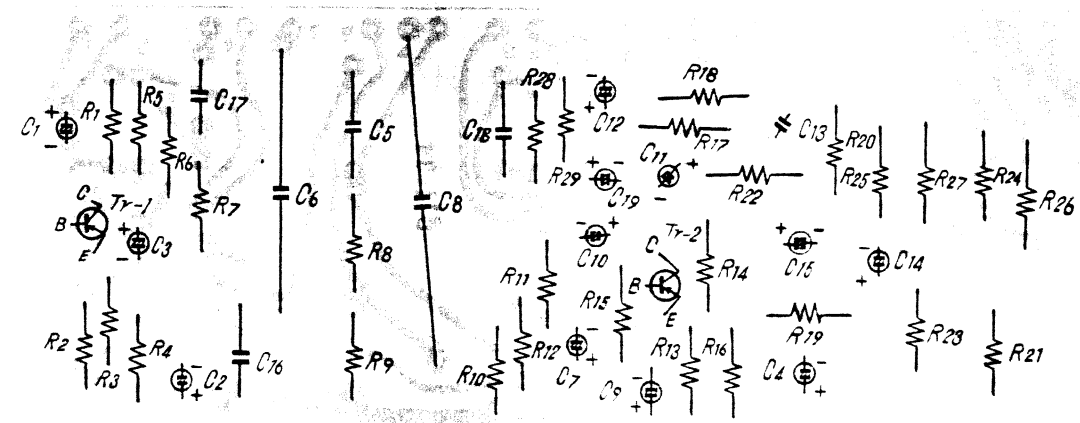 R18
R28
R5
C17
R1
C1
+
-
C5
C18
-
+
C12
R17
C13
R20
R6
R29
C19
+
-
C11
+
-
R22
R25
R27
R24
R26
C
Tr-1
B
E
R7
C6
C8
+
-
C3
R8
-
+
C10
C
Tr-2
B
E
R14
+
-
C15
C14
-
+
R11
R15
R19
R23
R21
R2
R3
R4
-
+
C2
C16
R9
R10
R12
-
+
C7
R13
R16
C9
-
+
C4
-
+